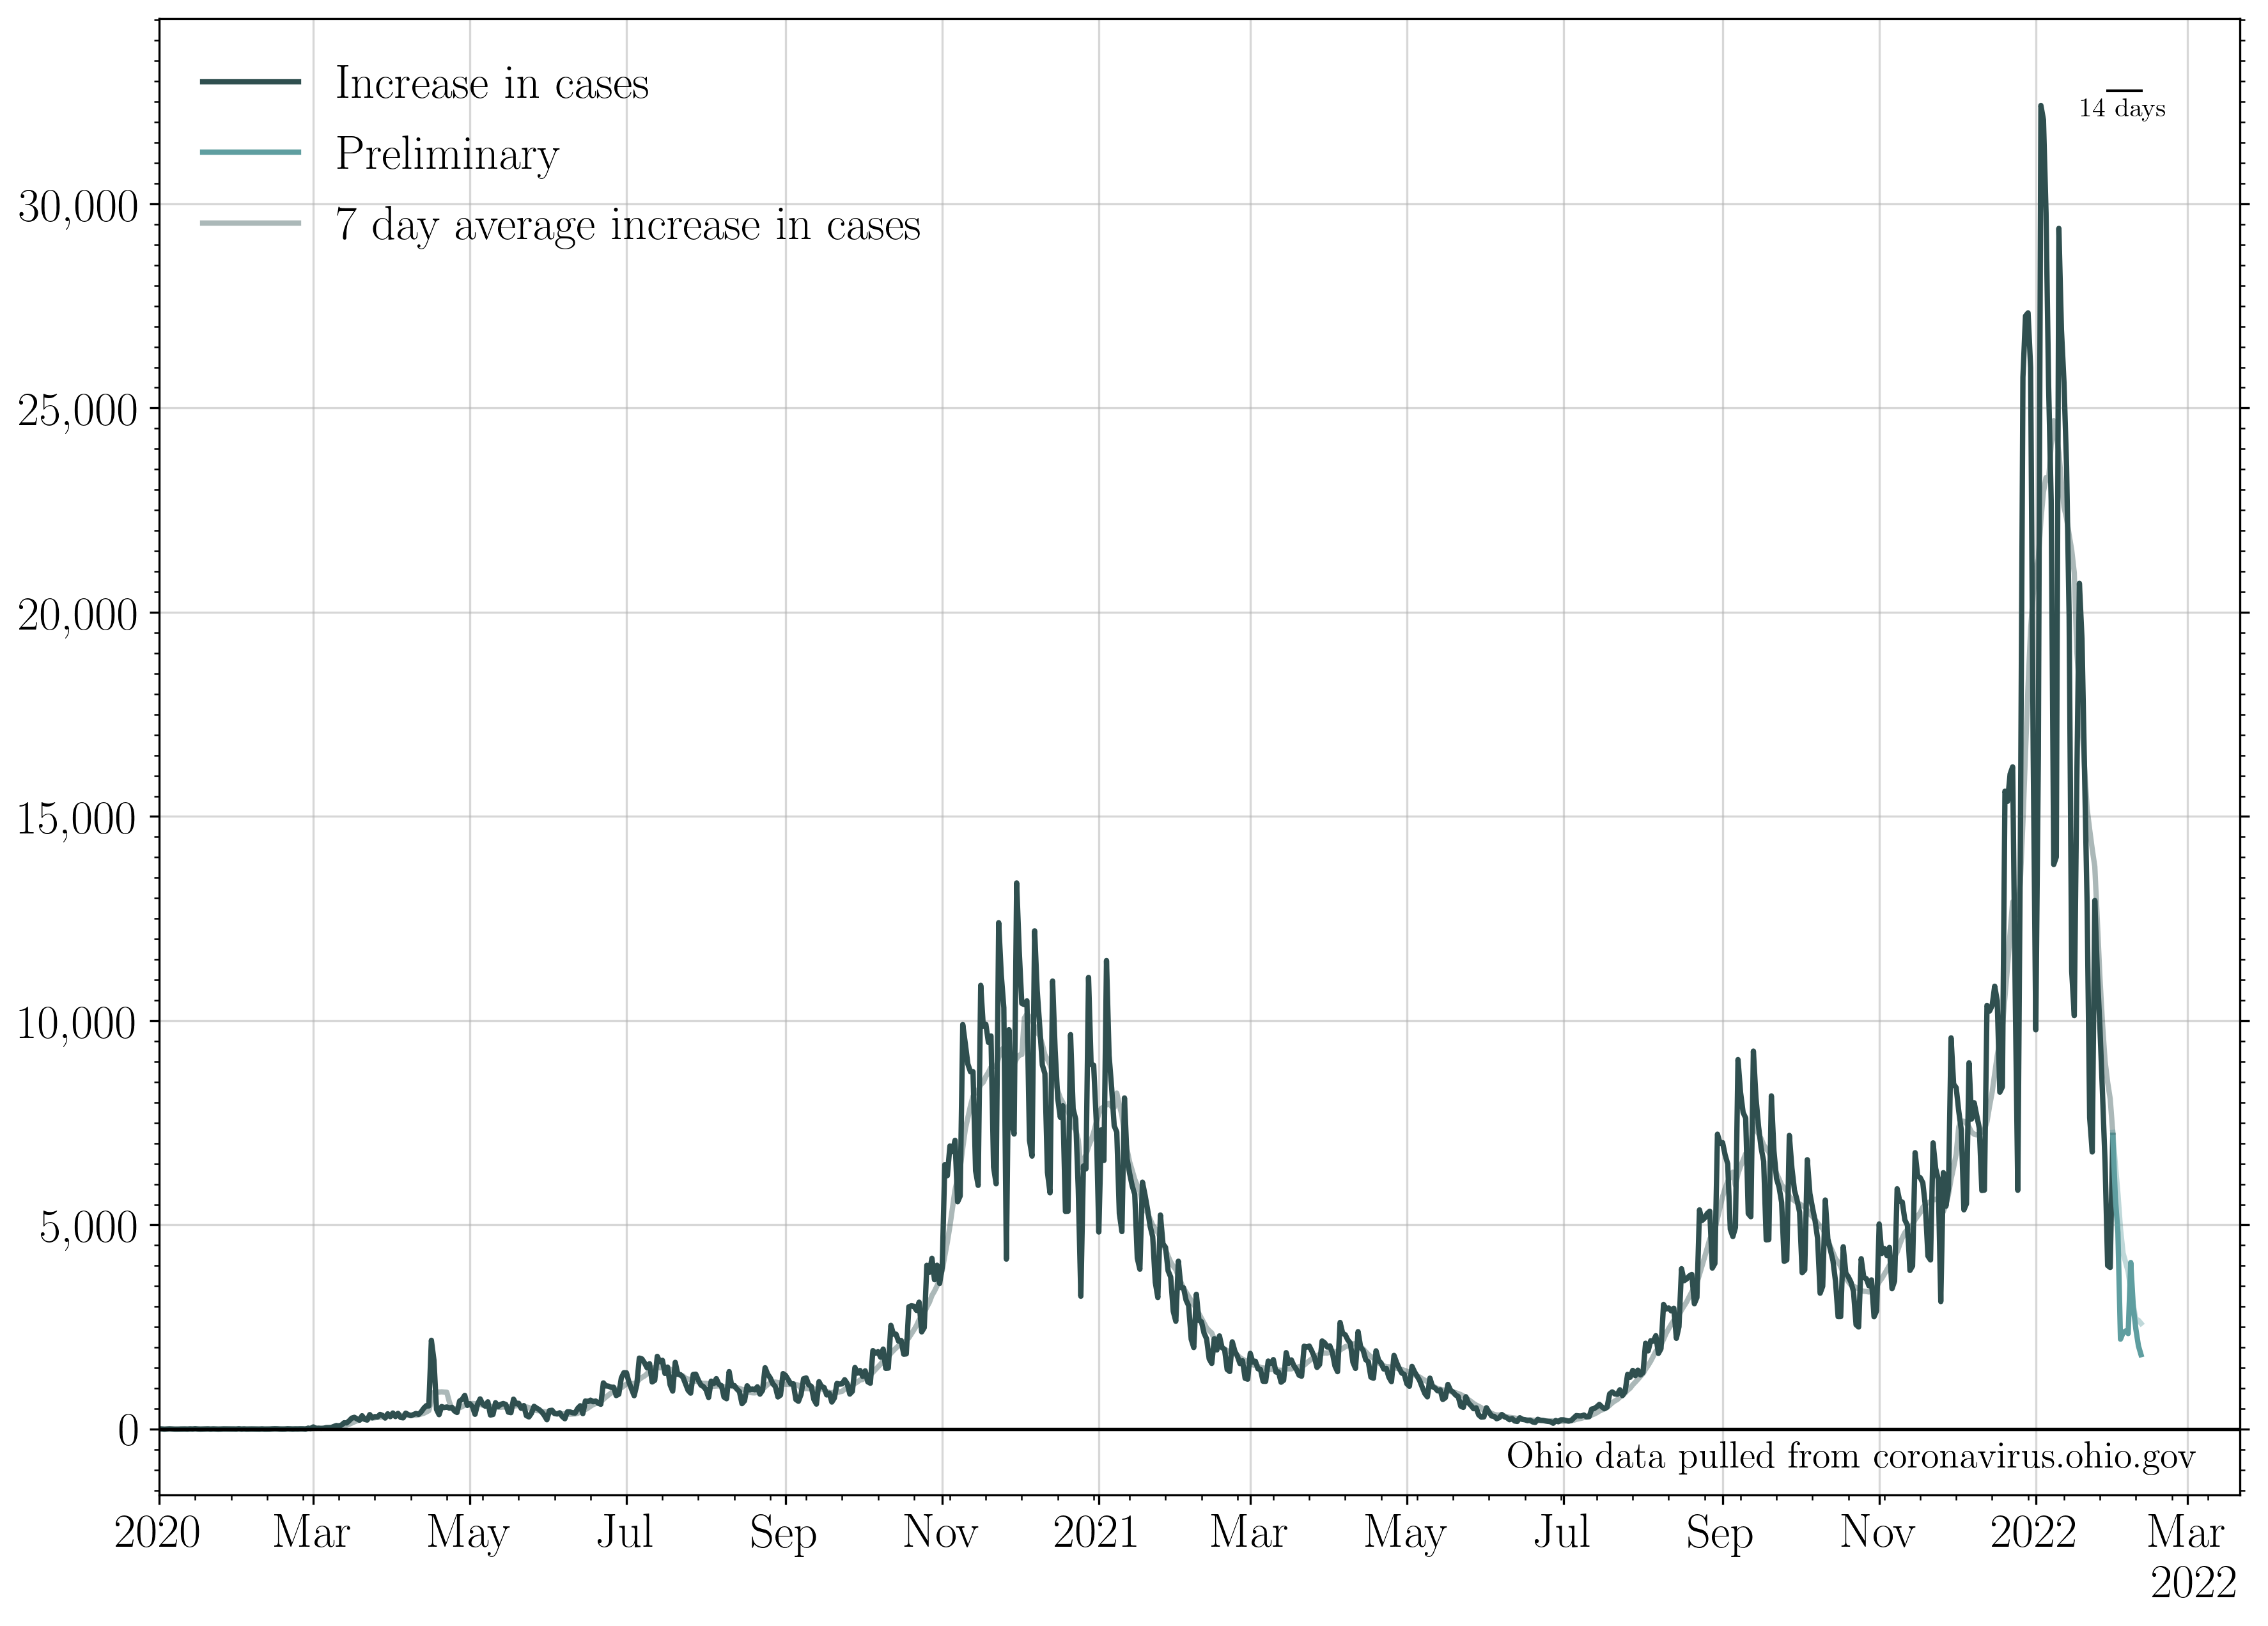 Increase in cases
Preliminary
7 day average increase in cases
14 days
30,000
25,000
20,000
15,000
10,000
5,000
0
Ohio data pulled from coronavirus.ohio.gov
2020 Mar May Jul Sep Nov 2021 Mar May Jul Sep Nov 2022 Mar
2022